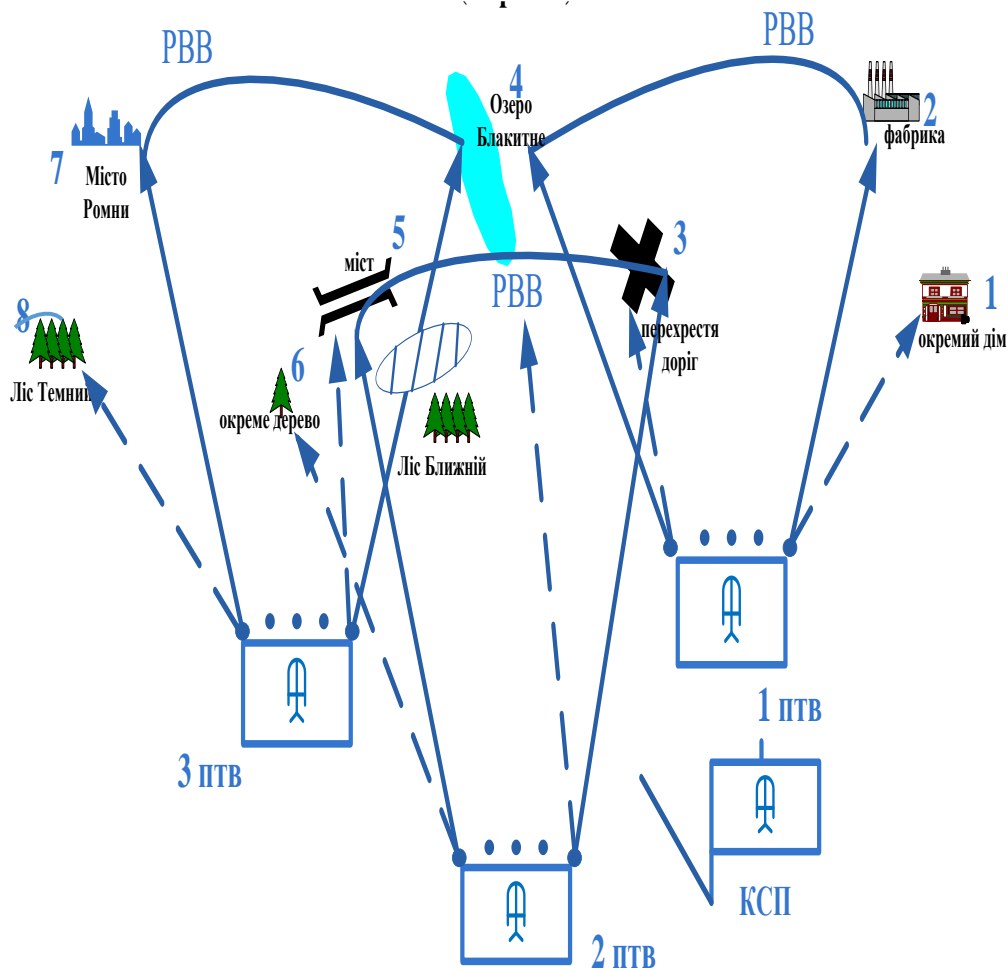 РВВ
РВВ
4
Озеро
Блакитне
2
фабрика
7
Місто
Ромни
5
міст
3
РВВ
перехрестя
доріг
1
окремий дім
8
Ліс Темний
6
окреме дерево
Ліс Ближній
1 ПТВ
3 ПТВ
КСП
2 ПТВ